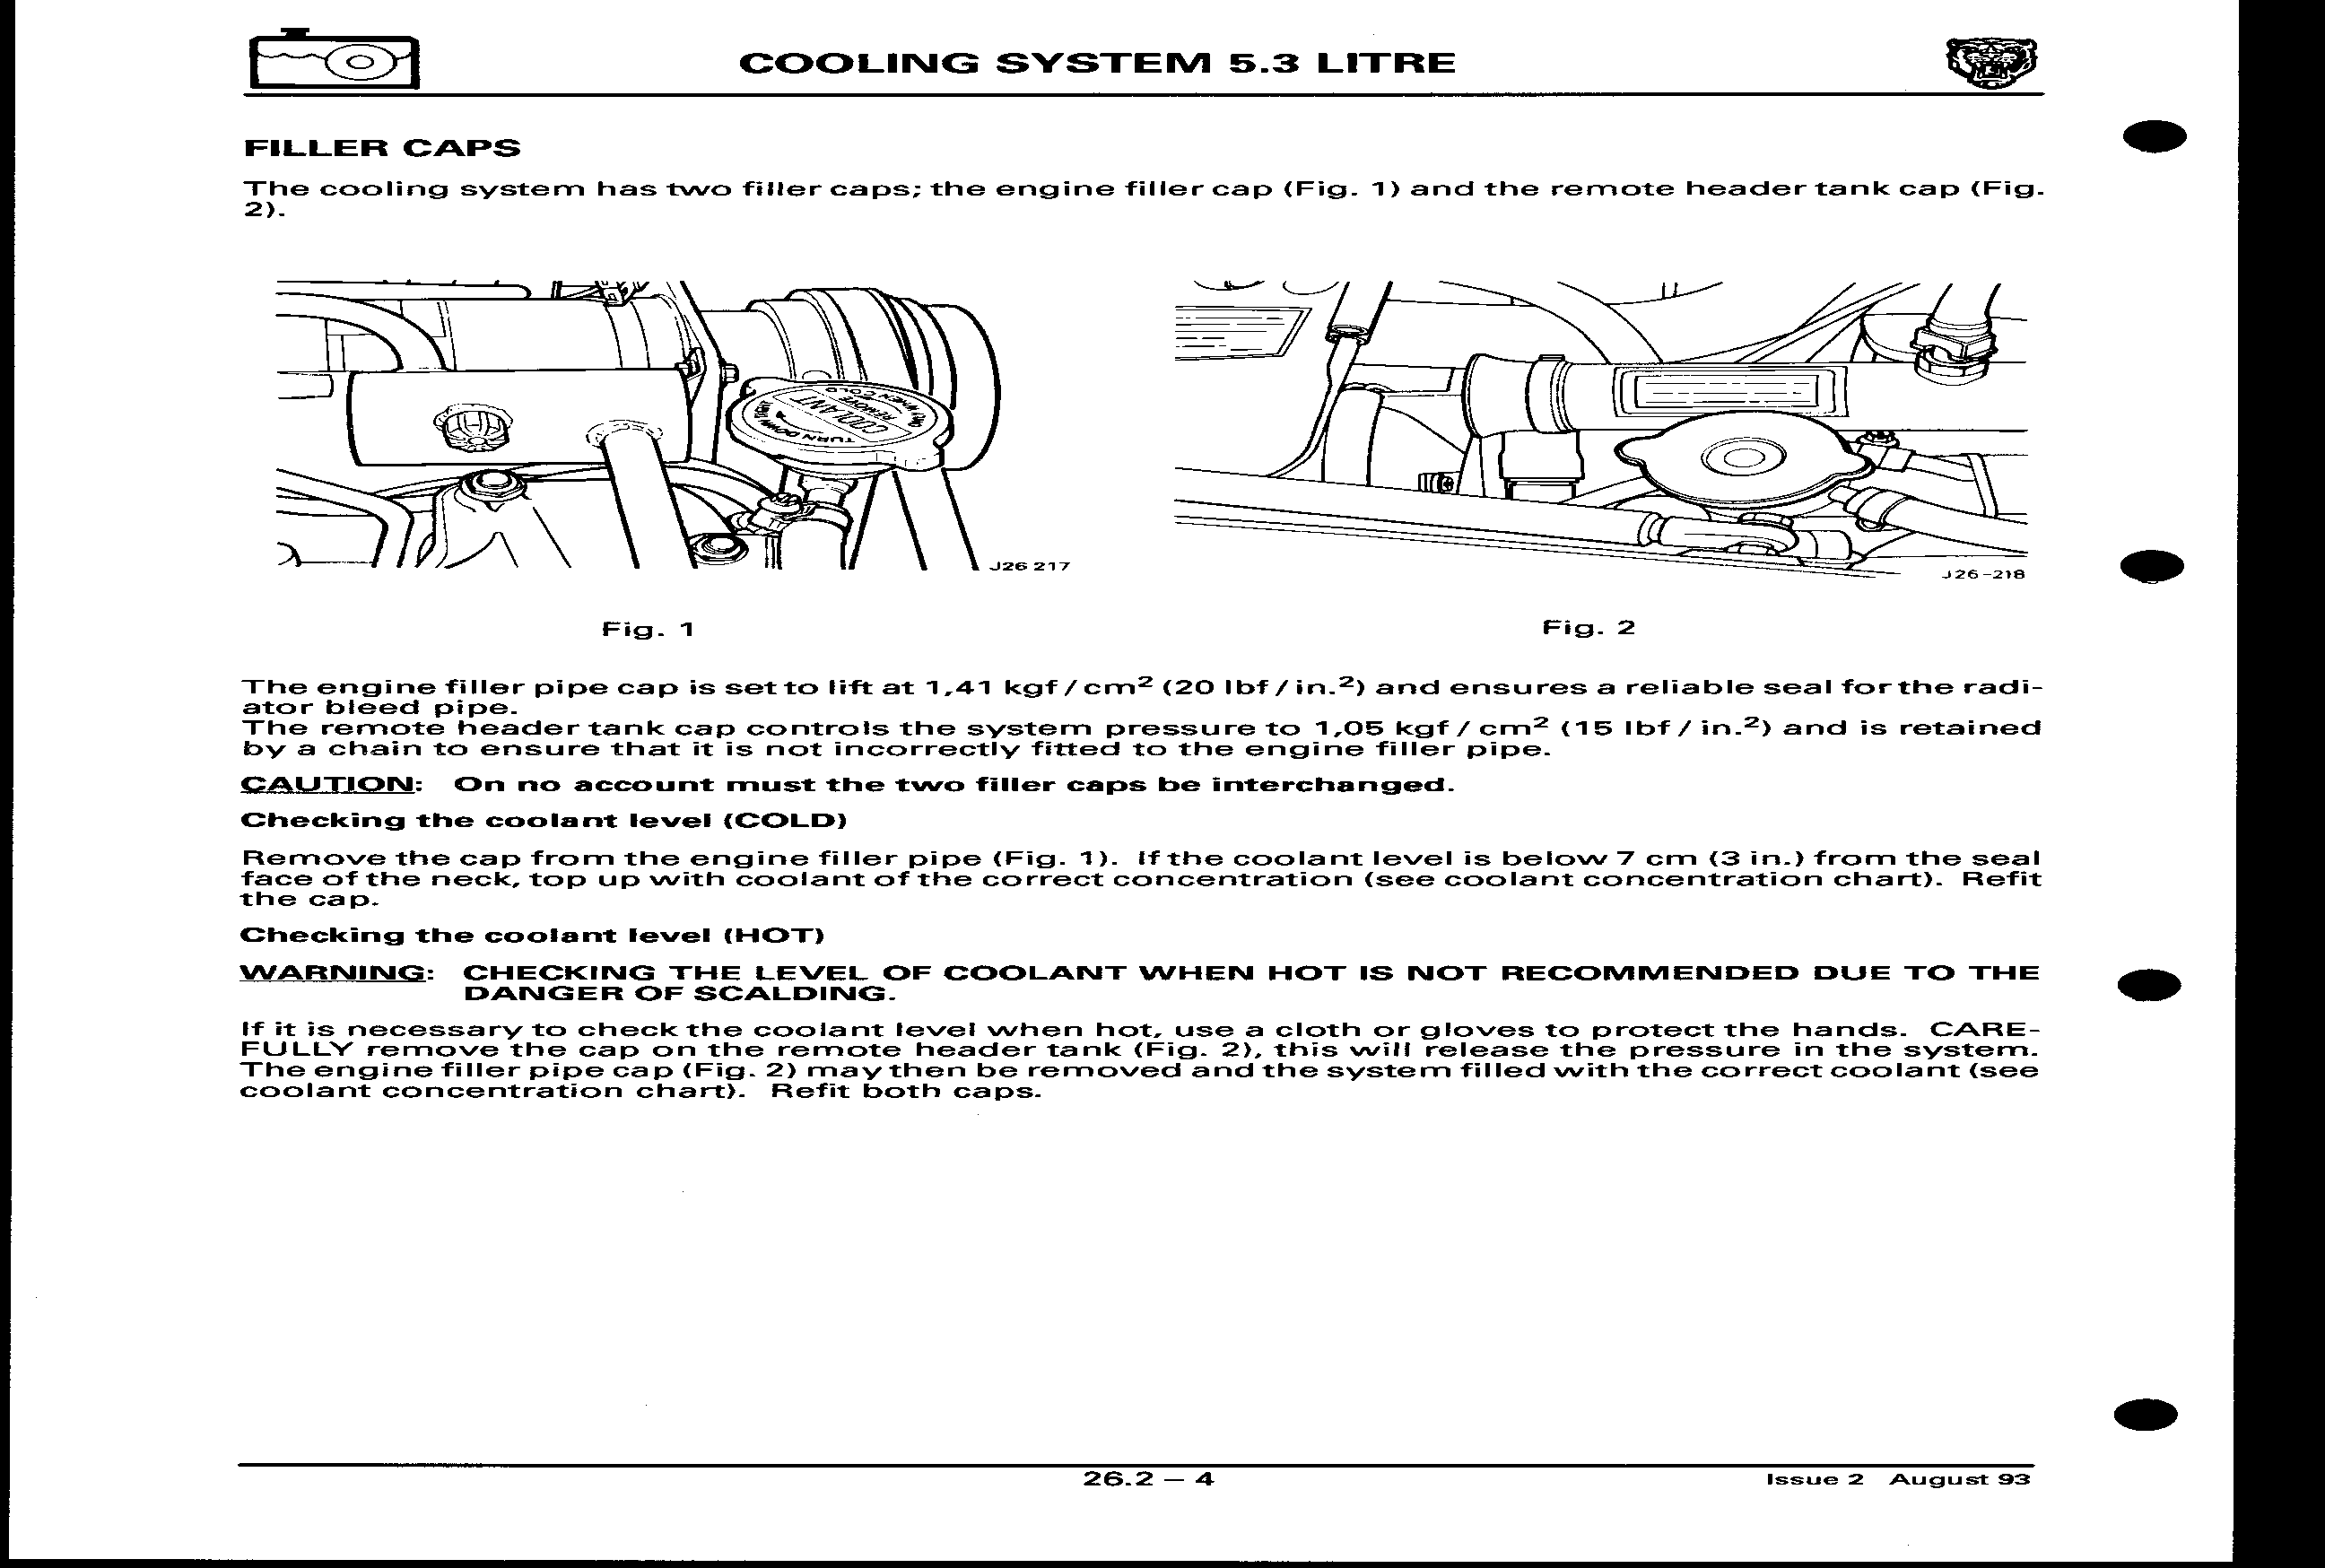 COOLING SYSTEM 5.3 LITRE
FILLER CAPS
The cooling system has two filler caps; the engine filler cap (Fig. 1) and the remote header tank cap (Fig.
2).
COOLANT
REMOVE
WHEN COLD
TURN DOWN
J26 217
J26-218
Fig. 1
Fig. 2
The engine filler pipe cap is set to lift at 1,41 kgf/cm² (20 lbf/in.²) and ensures a reliable seal for the radi-
ator bleed pipe.
The remote header tank cap controls the system pressure to 1,05 kgf/cm² (15 lbf/in.²) and is retained
by a chain to ensure that it is not incorrectly fitted to the engine filler pipe.
CAUTION: On no account must the two filler caps be interchanged.
Checking the coolant level (COLD)
Remove the cap from the engine filler pipe (Fig. 1). If the coolant level is below 7 cm (3 in.) from the seal
face of the neck, top up with coolant of the correct concentration (see coolant concentration chart). Refit
the cap.
Checking the coolant level (HOT)
WARNING: CHECKING THE LEVEL OF COOLANT WHEN HOT IS NOT RECOMMENDED DUE TO THE
DANGER OF SCALDING.
If it is necessary to check the coolant level when hot, use a cloth or gloves to protect the hands. CARE-
FULLY remove the cap on the remote header tank (Fig. 2), this will release the pressure in the system.
The engine filler pipe cap (Fig. 2) may then be removed and the system filled with the correct coolant (see
coolant concentration chart). Refit both caps.
26.2 — 4
Issue 2 August 93